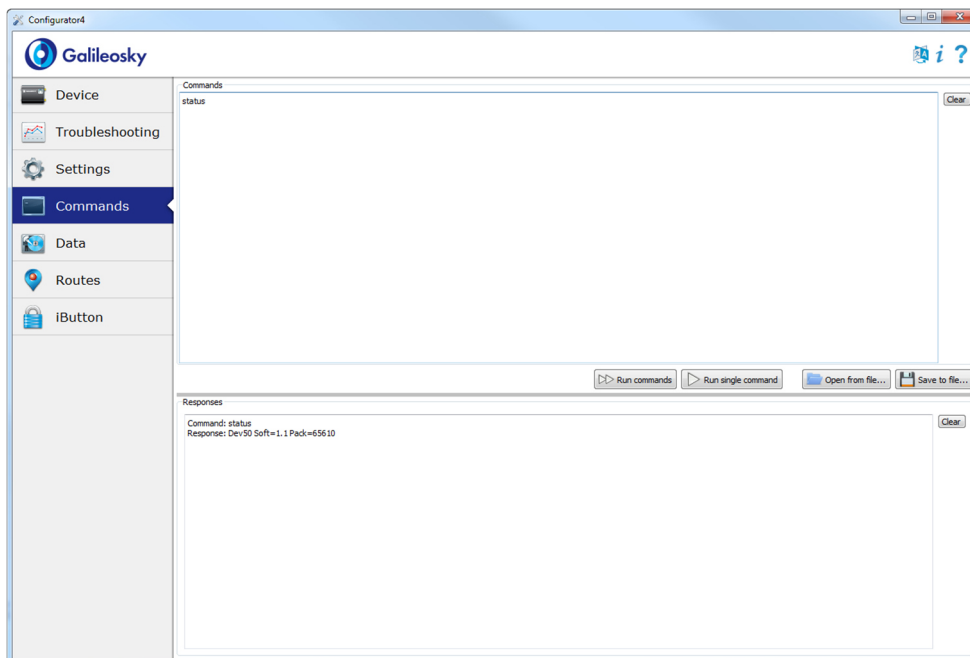 Configurator4
Galileosky
i ?
Device
Troubleshooting
Settings
Commands
Data
Routes
iButton
Commands
status
Clear
Run commands
Run single command
Open from file...
Save to file...
Responses
Command: status
Response: Dev50 Soft=1.1 Pack=65610
Clear